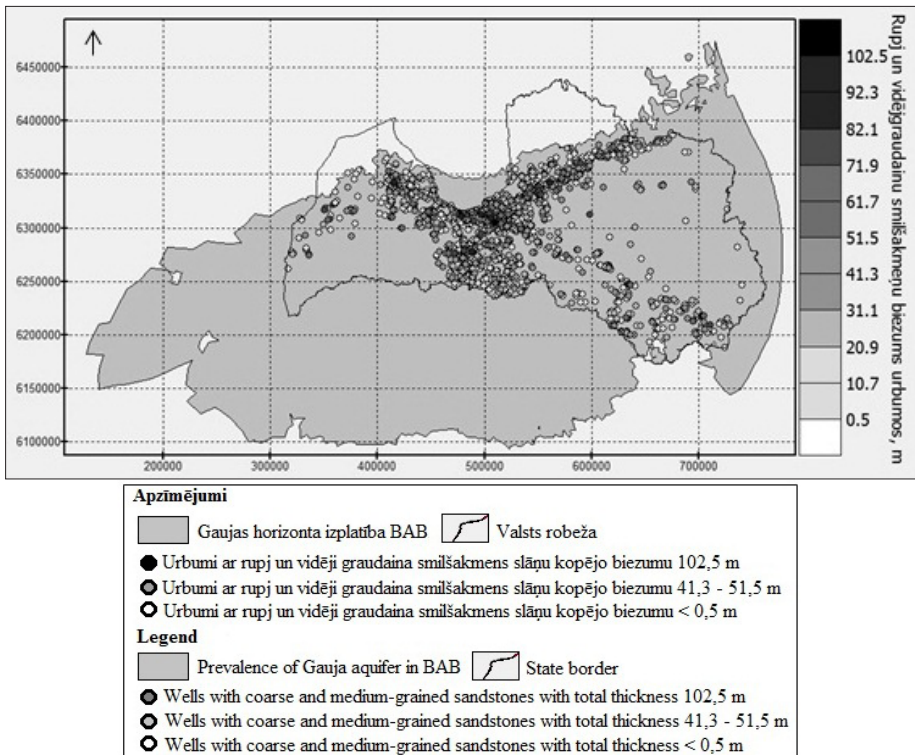 6450000
6400000
6350000
6300000
6250000
6200000
6150000
6100000
200000 300000 400000 500000 600000 700000
102.5
92.3
82.1
71.9
61.7
51.5
41.3
31.1
20.9
10.7
0.5
Rupj un vidējgraudainu smilšakmeņu biezums urbumos, m
Apzīmējumi
Gaujas horizonta izplatība BAB Valsts robeža
Urbumi ar rupj un vidēji graudaina smilšakmens slāņu kopējo biezumu 102,5 m
Urbumi ar rupj un vidēji graudaina smilšakmens slāņu kopējo biezumu 41,3 - 51,5 m
Urbumi ar rupj un vidēji graudaina smilšakmens slāņu kopējo biezumu < 0,5 m
Legend
Prevalence of Gauja aquifer in BAB State border
Wells with coarse and medium-grained sandstones with total thickness 102,5 m
Wells with coarse and medium-grained sandstones with total thickness 41,3 - 51,5 m
Wells with coarse and medium-grained sandstones with total thickness < 0,5 m